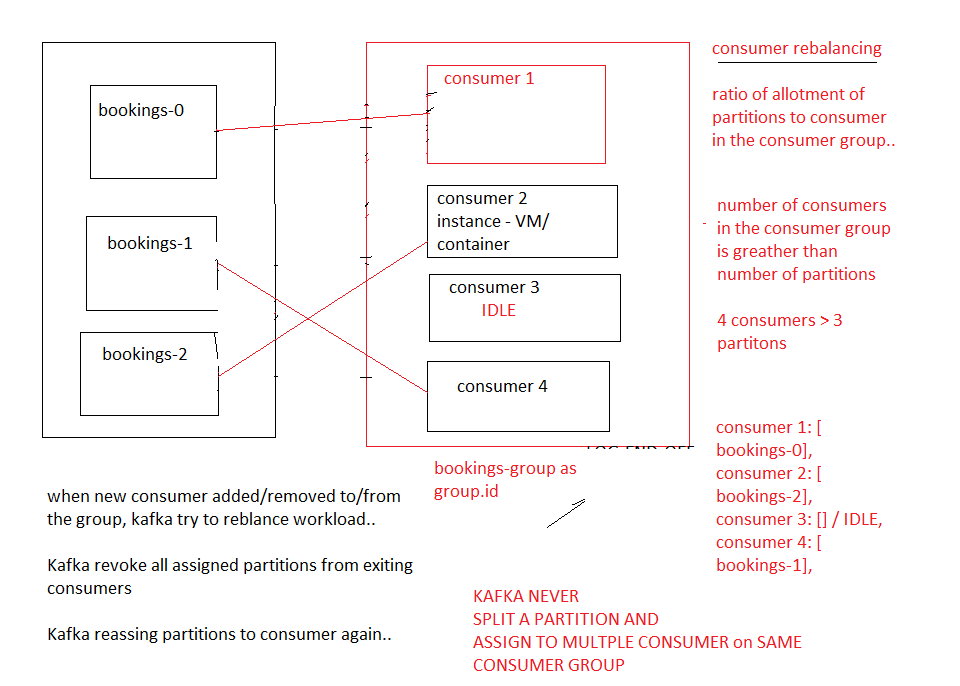 consumer rebalancing
bookings-0
consumer 1
ratio of allotment of
partitions to consumer
in the consumer group..
bookings-1
consumer 2
instance - VM/
container
number of consumers
in the consumer group
is greather than
number of partitions
consumer 3
IDLE
4 consumers > 3
partitons
bookings-2
consumer 4
consumer 1: [
bookings-0],
consumer 2: [
bookings-2],
consumer 3: [] / IDLE,
consumer 4: [
bookings-1],
bookings-group as
group.id
when new consumer added/removed to/from
the group, kafka try to reblance workload..
Kafka revoke all assigned partitions from exiting
consumers
Kafka reassing partitions to consumer again..
KAFKA NEVER
SPLIT A PARTITION AND
ASSIGN TO MULTPLE CONSUMER on SAME
CONSUMER GROUP